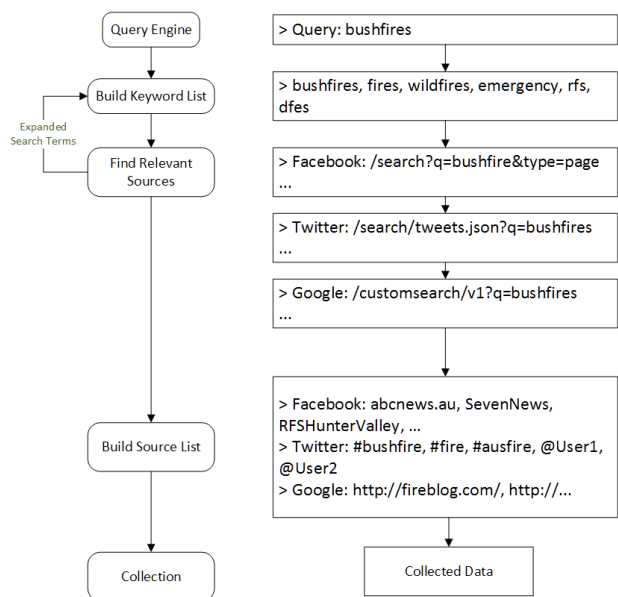 Query Engine
> Query: bushfires
Build Keyword List
> bushfires, fires, wildfires, emergency, rfs,
dfes
Expanded
Search Terms
Find Relevant
Sources
> Facebook: /search?q=bushfire&type=page
...
> Twitter: /search/tweets.json?q=bushfires
...
> Google: /customsearch/v1?q=bushfires
...
Build Source List
> Facebook: abcnews.au, SevenNews,
RFSHunterValley, ...
> Twitter: #bushfire, #fire, #ausfire, @User1,
@User2
> Google: http://fireblog.com/, http://...
Collection
Collected Data